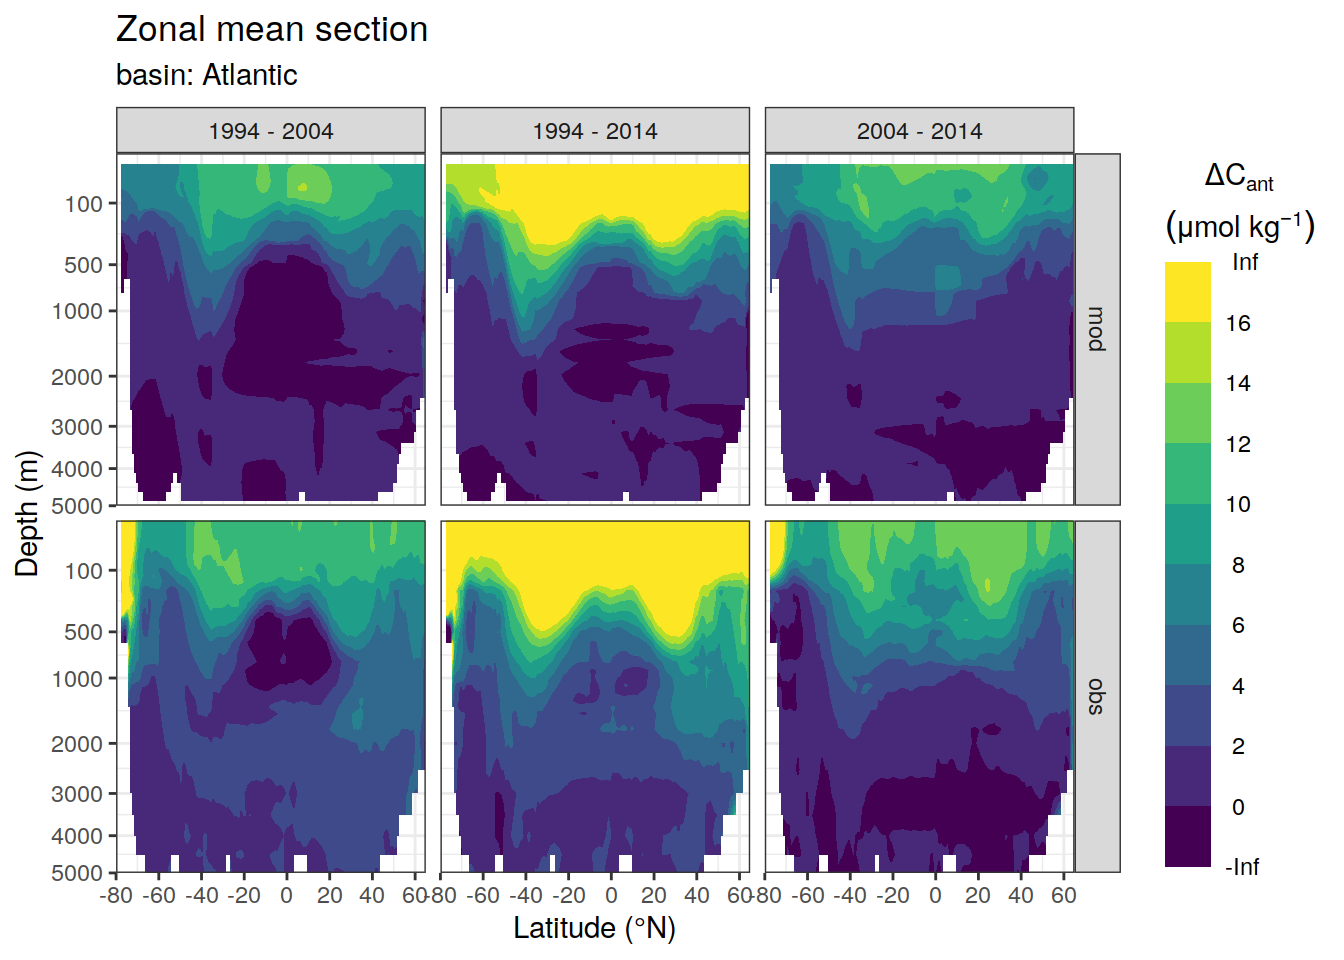 Zonal mean section
basin: Atlantic
1994 - 2004
1994 - 2014
2004 - 2014
mod
obs
Depth (m)
100
500
1000
2000
3000
4000
5000
100
500
1000
2000
3000
4000
5000
-80 -60 -40 -20 0 20 40 60
-80 -60 -40 -20 0 20 40 60
-80 -60 -40 -20 0 20 40 60
Latitude (°N)
ΔCant
(μmol kg⁻¹)
Inf
16
14
12
10
8
6
4
2
0
-Inf